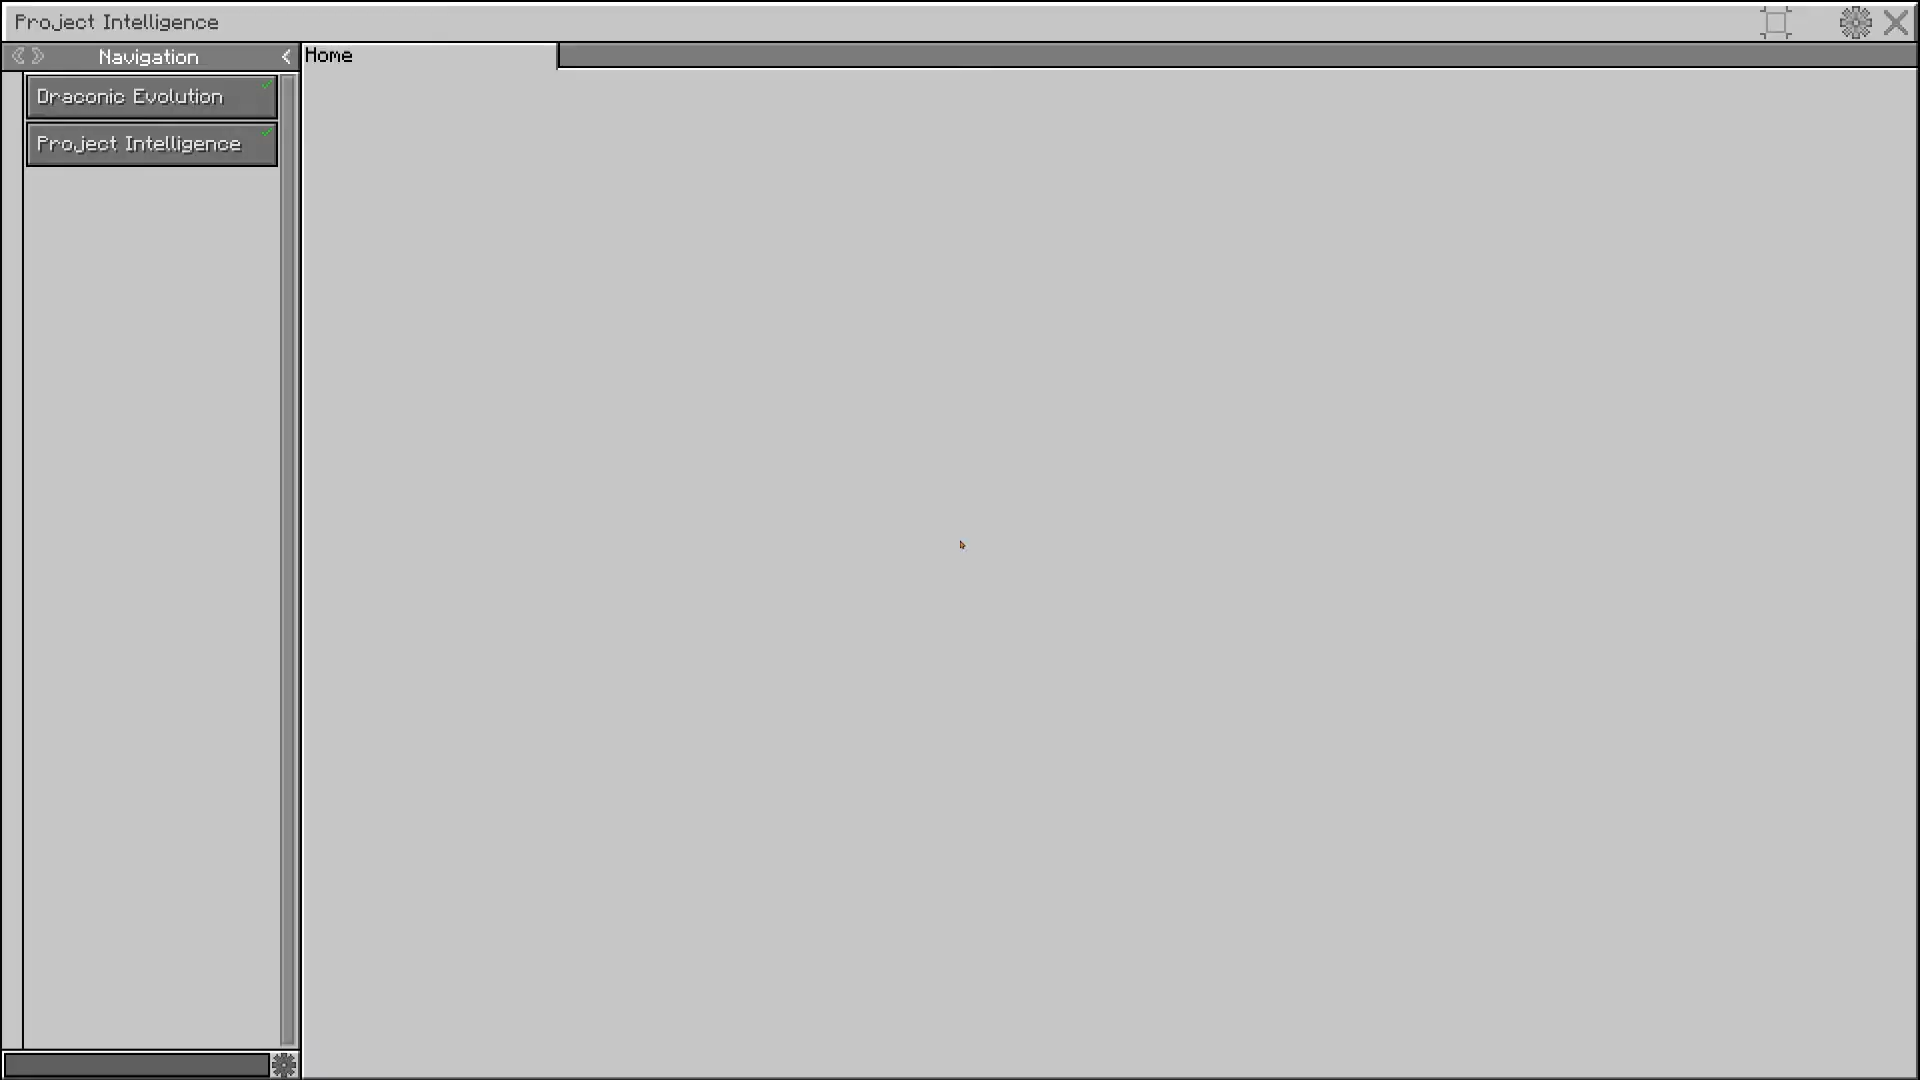 Project Intelligence
Navigation
Home
Draconic Evolution
Project Intelligence